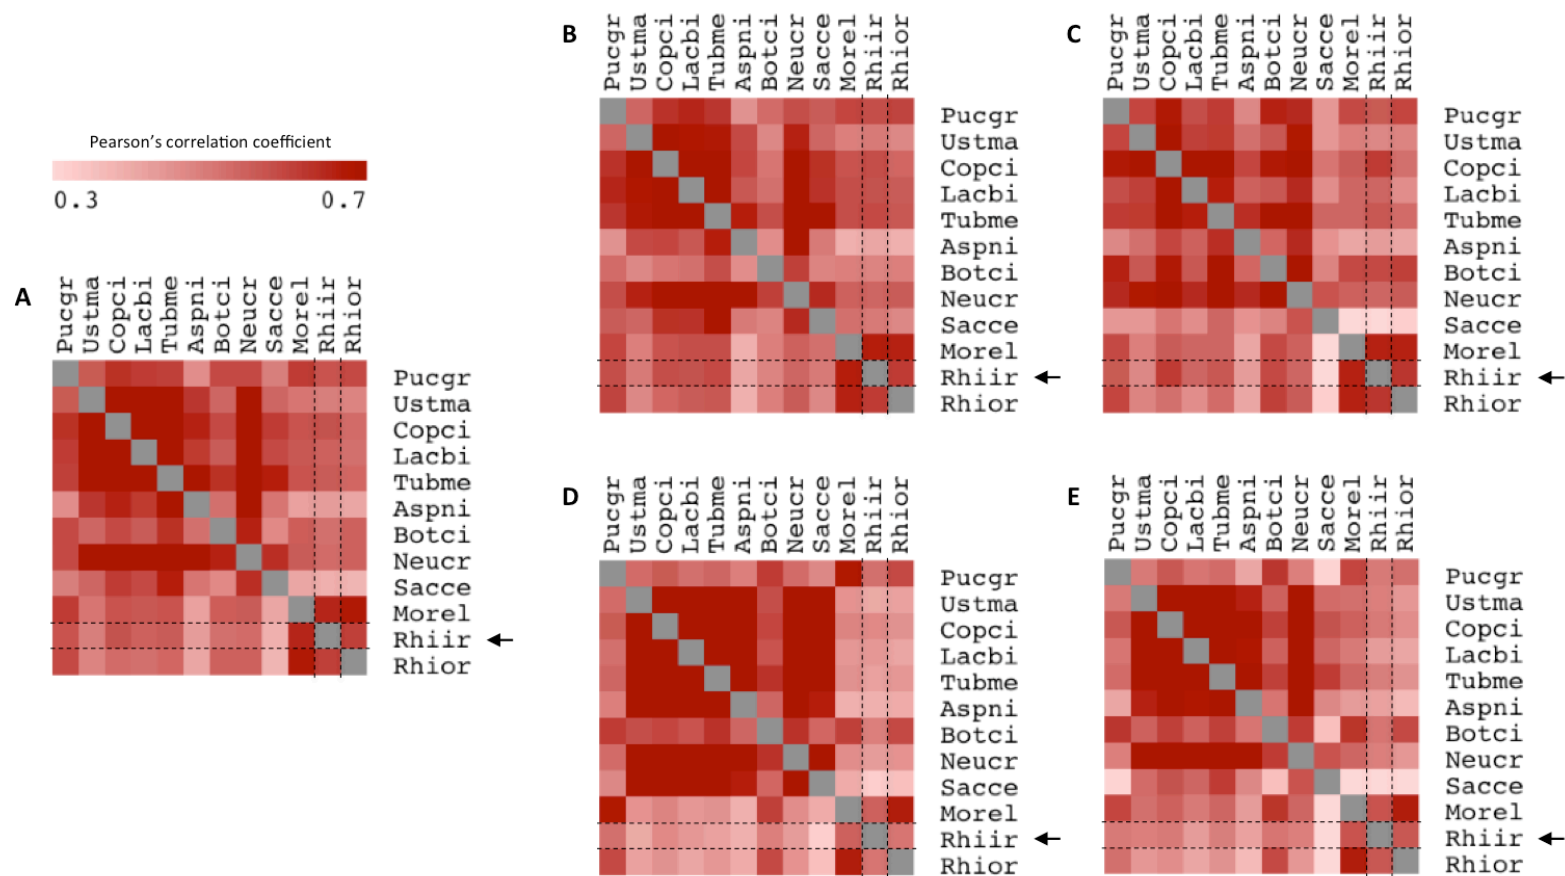 Pearson's correlation coefficient
0.3 0.7
A
Pucgr Ustma Copci Lacbi Tubme Aspni Botci Neucr Sacce Morel Rhiir Rhior
Pucgr
Ustma
Copci
Lacbi
Tubme
Aspni
Botci
Neucr
Sacce
Morel
Rhiir
Rhior
B
Pucgr Ustma Copci Lacbi Tubme Aspni Botci Neucr Sacce Morel Rhiir Rhior
Pucgr
Ustma
Copci
Lacbi
Tubme
Aspni
Botci
Neucr
Sacce
Morel
Rhiir
Rhior
C
Pucgr Ustma Copci Lacbi Tubme Aspni Botci Neucr Sacce Morel Rhiir Rhior
Pucgr
Ustma
Copci
Lacbi
Tubme
Aspni
Botci
Neucr
Sacce
Morel
Rhiir
Rhior
D
Pucgr Ustma Copci Lacbi Tubme Aspni Botci Neucr Sacce Morel Rhiir Rhior
Pucgr
Ustma
Copci
Lacbi
Tubme
Aspni
Botci
Neucr
Sacce
Morel
Rhiir
Rhior
E
Pucgr Ustma Copci Lacbi Tubme Aspni Botci Neucr Sacce Morel Rhiir Rhior
Pucgr
Ustma
Copci
Lacbi
Tubme
Aspni
Botci
Neucr
Sacce
Morel
Rhiir
Rhior